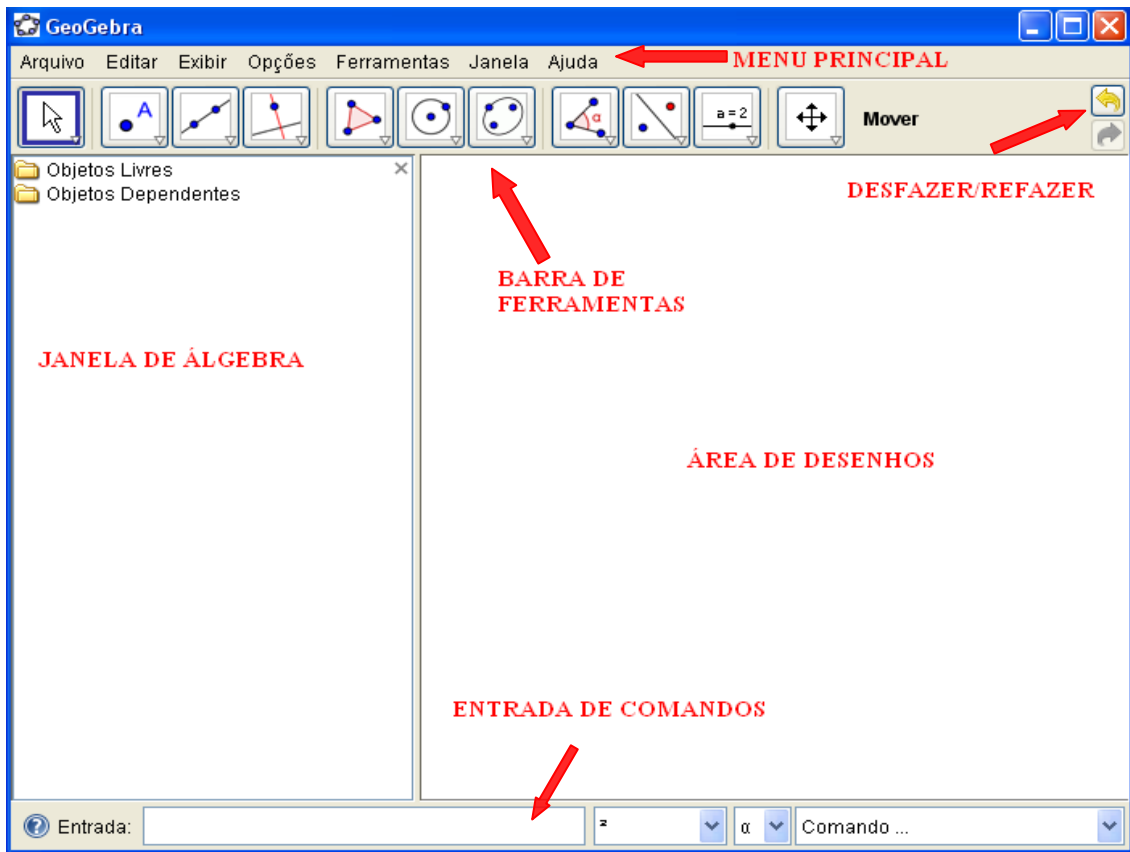 GeoGebra
Arquivo Editar Exibir Opções Ferramentas Janela Ajuda
MENU PRINCIPAL
A
α
a=2
Mover
Objetos Livres
Objetos Dependentes
DESFAZER/REFAZER
BARRA DE
FERRAMENTAS
JANELA DE ÁLGEBRA
ÁREA DE DESENHOS
ENTRADA DE COMANDOS
Entrada:
²
α
Comando ...